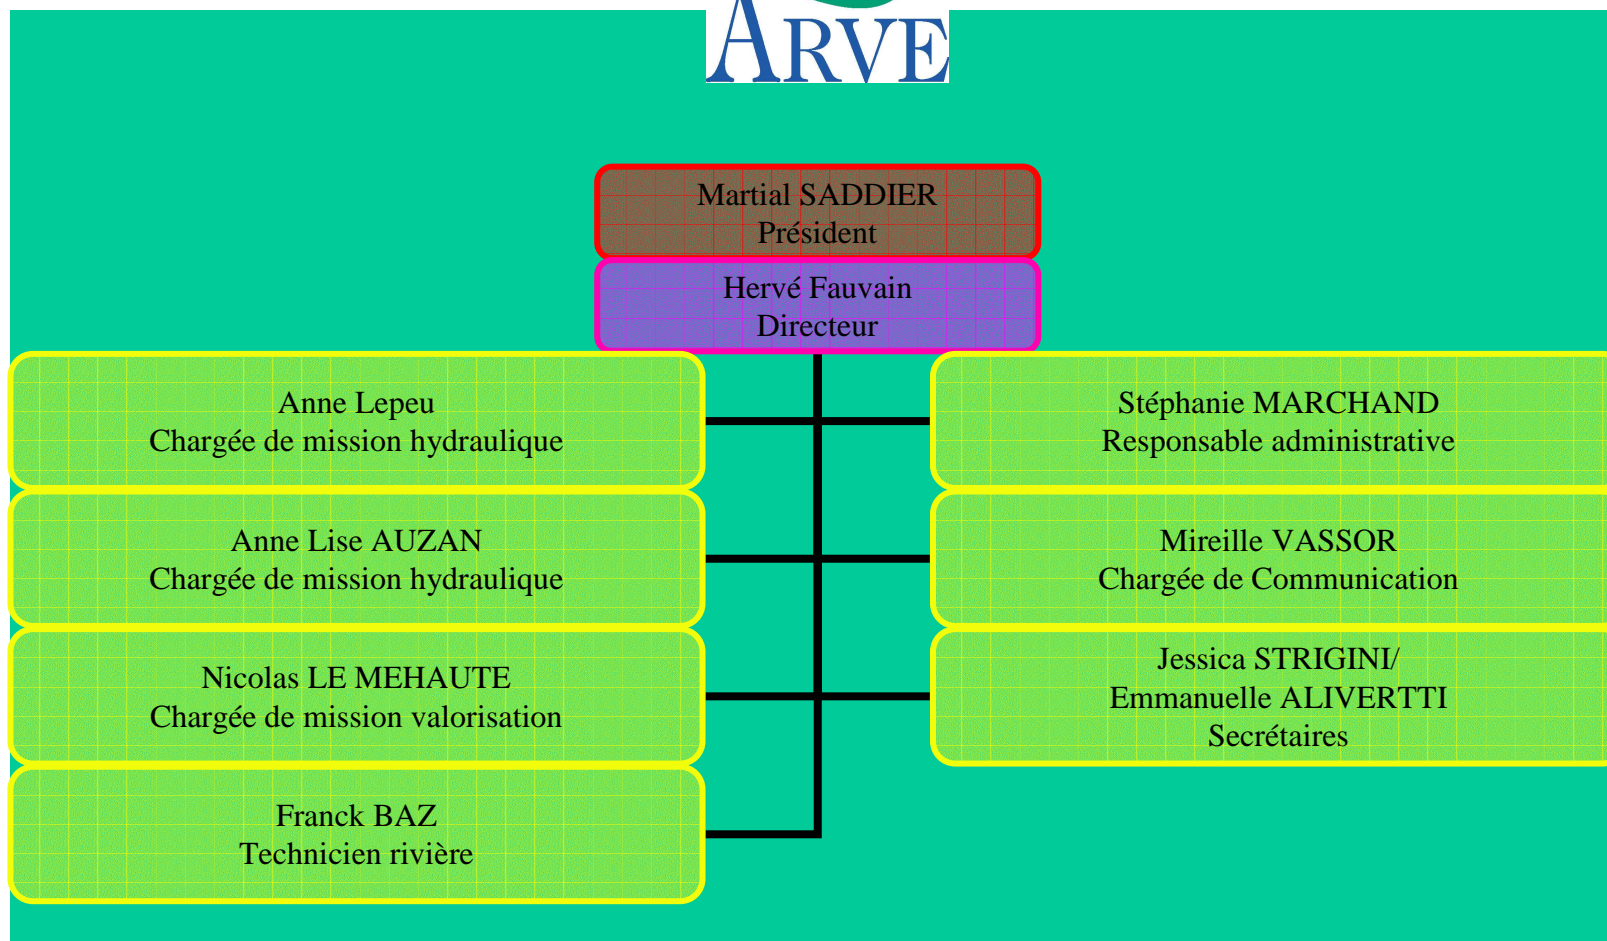 ARVE
Martial SADDIER
Président
Hervé Fauvain
Directeur
Anne Lepeu
Chargée de mission hydraulique
Stéphanie MARCHAND
Responsable administrative
Anne Lise AUZAN
Chargée de mission hydraulique
Mireille VASSOR
Chargée de Communication
Nicolas LE MEHAUTE
Chargée de mission valorisation
Jessica STRIGINI/
Emmanuelle ALIVERTTI
Secrétaires
Franck BAZ
Technicien rivière